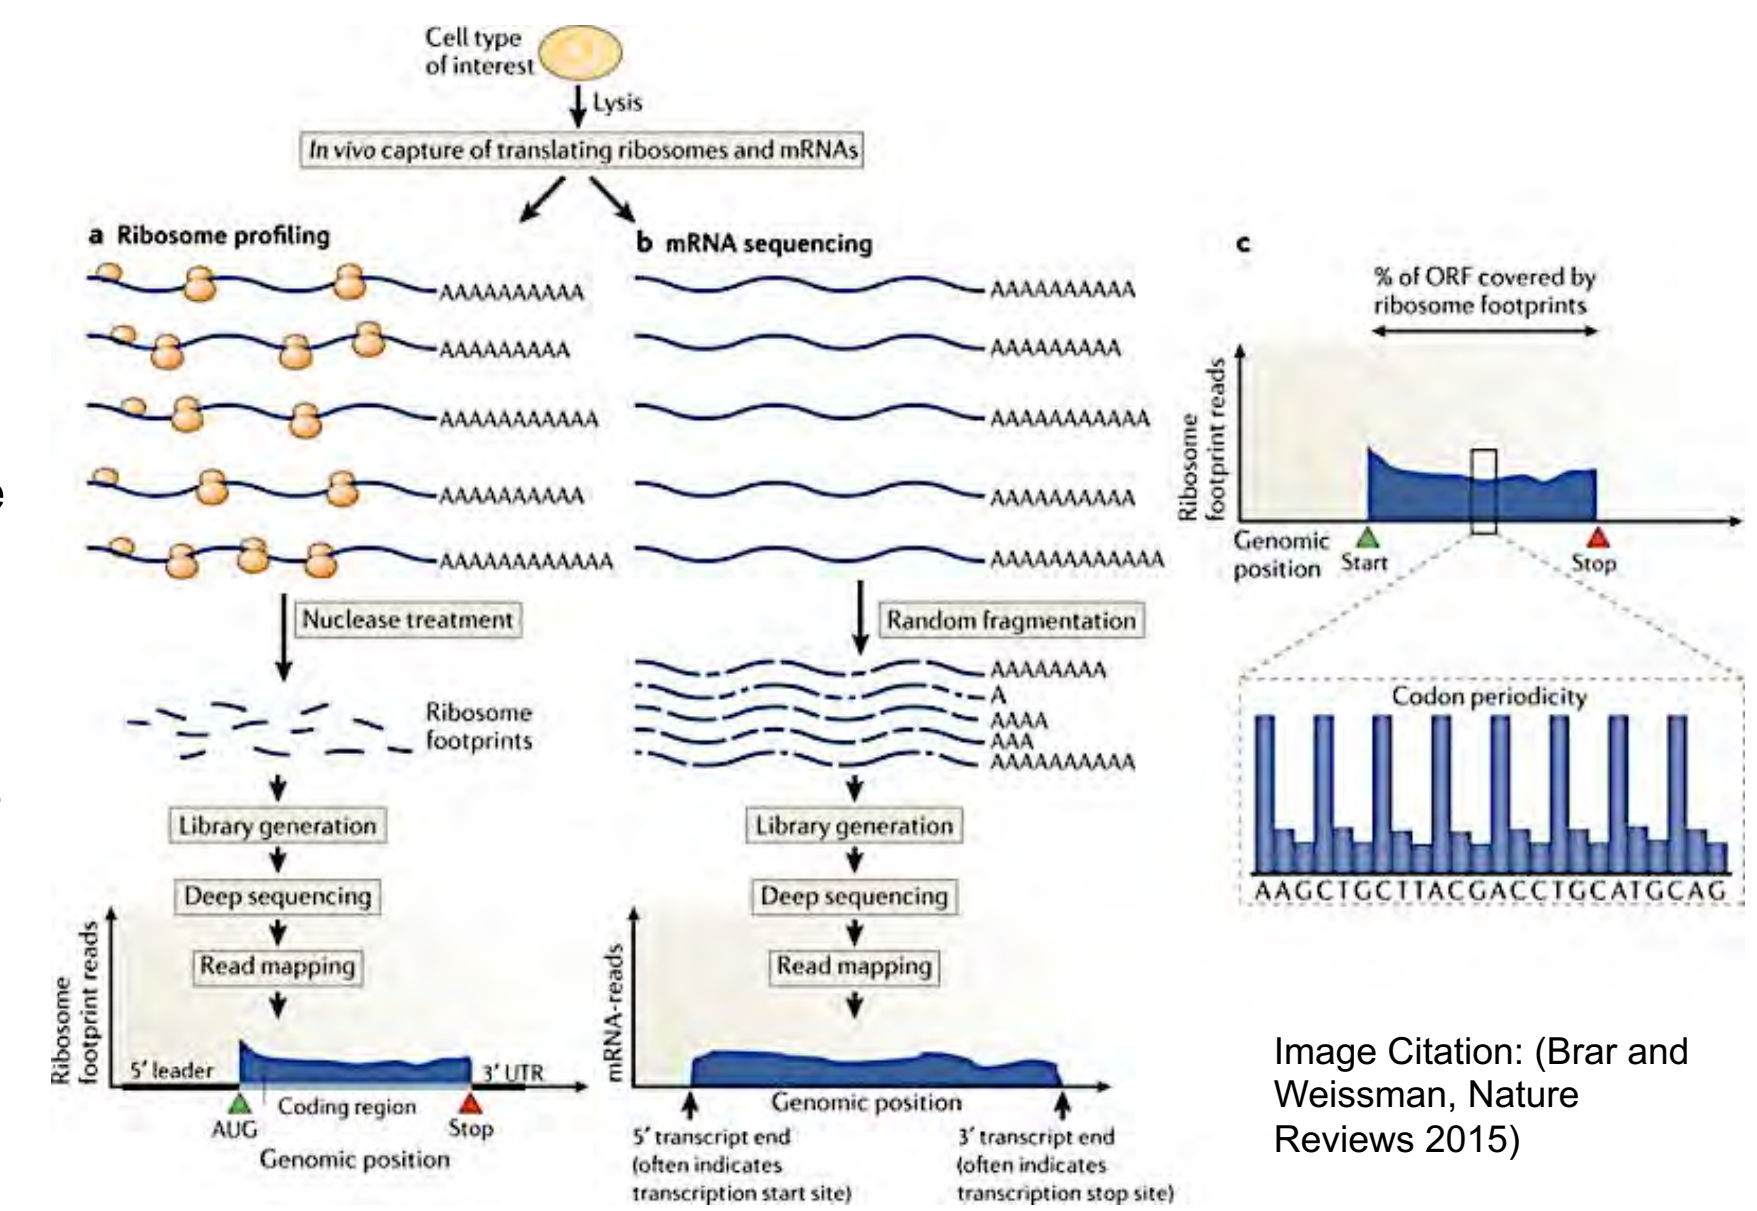 Cell type
of interest
Lysis
In vivo capture of translating ribosomes and mRNAs
a Ribosome profiling
AAAAAAAAAA
AAAAAAAAA
AAAAAAAAAAA
AAAAAAAAAA
AAAAAAAAAAAA
Nuclease treatment
Ribosome
footprints
Library generation
Deep sequencing
Read mapping
Ribosome
footprint reads
5′ leader
3′ UTR
Coding region
AUG
Stop
Genomic position
b mRNA sequencing
AAAAAAAAAA
AAAAAAAAA
AAAAAAAAAAA
AAAAAAAAAA
AAAAAAAAAAAA
Random fragmentation
AAAAAAAA
A
AAAA
AAA
AAAAAAAAAA
Library generation
Deep sequencing
Read mapping
mRNA-reads
Genomic position
5′ transcript end
(often indicates
transcription start site)
3′ transcript end
(often indicates
transcription stop site)
c
% of ORF covered by
ribosome footprints
Ribosome
footprint reads
Genomic
position
Start
Stop
Codon periodicity
AAGCTGCTTACGACCTGCATGCAG
Image Citation: (Brar and
Weissman, Nature
Reviews 2015)